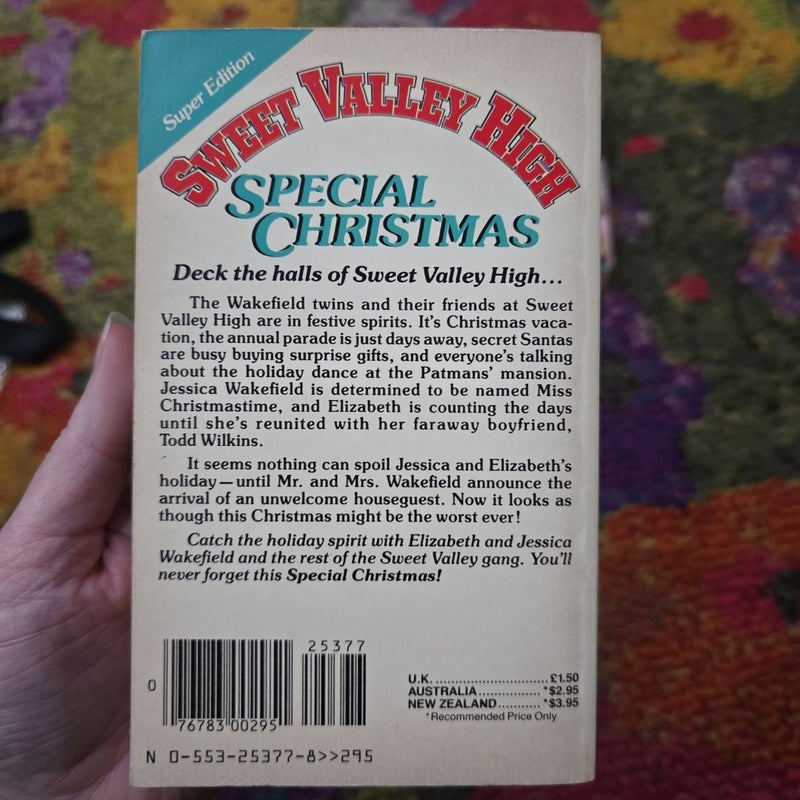 Super Edition
SWEET VALLEY HIGH
SPECIAL
CHRISTMAS
Deck the halls of Sweet Valley High...
The Wakefield twins and their friends at Sweet
Valley High are in festive spirits. It's Christmas vaca-
tion, the annual parade is just days away, secret Santas
are busy buying surprise gifts, and everyone's talking
about the holiday dance at the Patmans' mansion.
Jessica Wakefield is determined to be named Miss
Christmastime, and Elizabeth is counting the days
until she's reunited with her faraway boyfriend,
Todd Wilkins.
It seems nothing can spoil Jessica and Elizabeth's
holiday—until Mr. and Mrs. Wakefield announce the
arrival of an unwelcome houseguest. Now it looks as
though this Christmas might be the worst ever!
Catch the holiday spirit with Elizabeth and Jessica
Wakefield and the rest of the Sweet Valley gang. You'll
never forget this Special Christmas!
25377
0
76783 00295
N 0-553-25377-8>>295
U.K. .............................. £1.50
AUSTRALIA................ *$2.95
NEW ZEALAND........... *$3.95
*Recommended Price Only